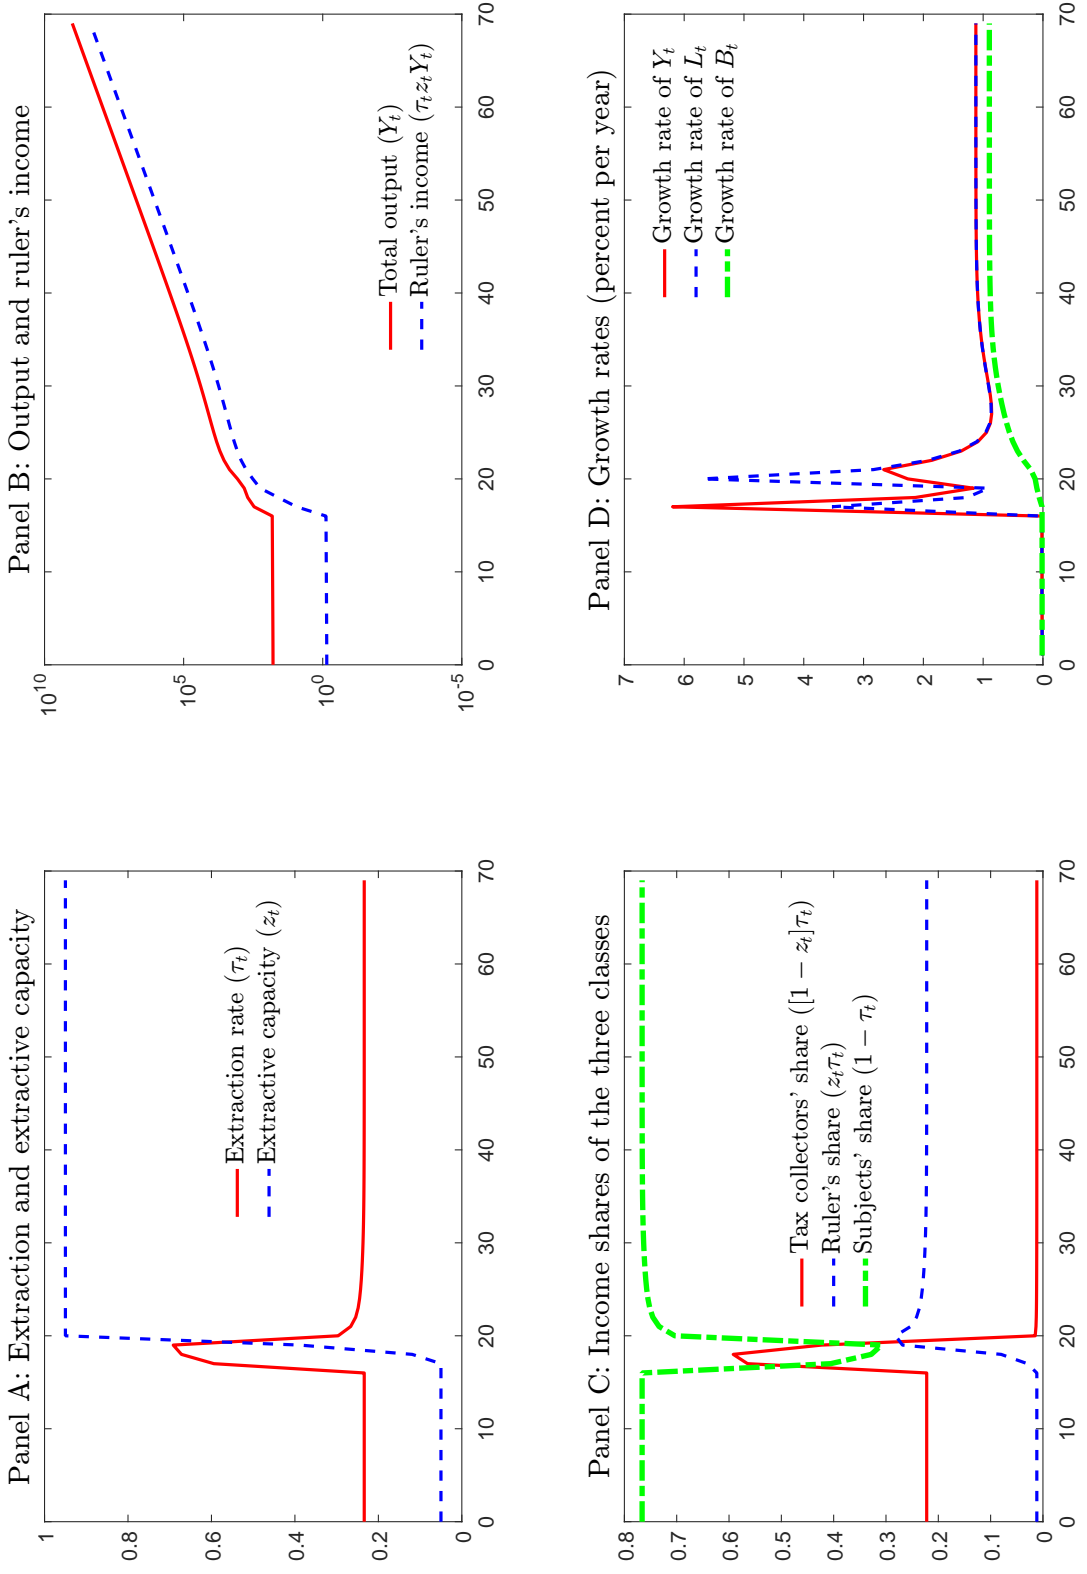 Panel A: Extraction and extractive capacity
1
0.8
0.6
0.4
0.2
0
0 10 20 30 40 50 60 70
Extraction rate (τ_t)
Extractive capacity (z_t)
Panel B: Output and ruler's income
10^10
10^5
10^0
10^-5
0 10 20 30 40 50 60 70
Total output (Y_t)
Ruler's income (τ_t z_t Y_t)
Panel C: Income shares of the three classes
0.8
0.7
0.6
0.5
0.4
0.3
0.2
0.1
0
0 10 20 30 40 50 60 70
Tax collectors' share ([1 − z_t]τ_t)
Ruler's share (z_t τ_t)
Subjects' share (1 − τ_t)
Panel D: Growth rates (percent per year)
7
6
5
4
3
2
1
0
0 10 20 30 40 50 60 70
Growth rate of Y_t
Growth rate of L_t
Growth rate of B_t